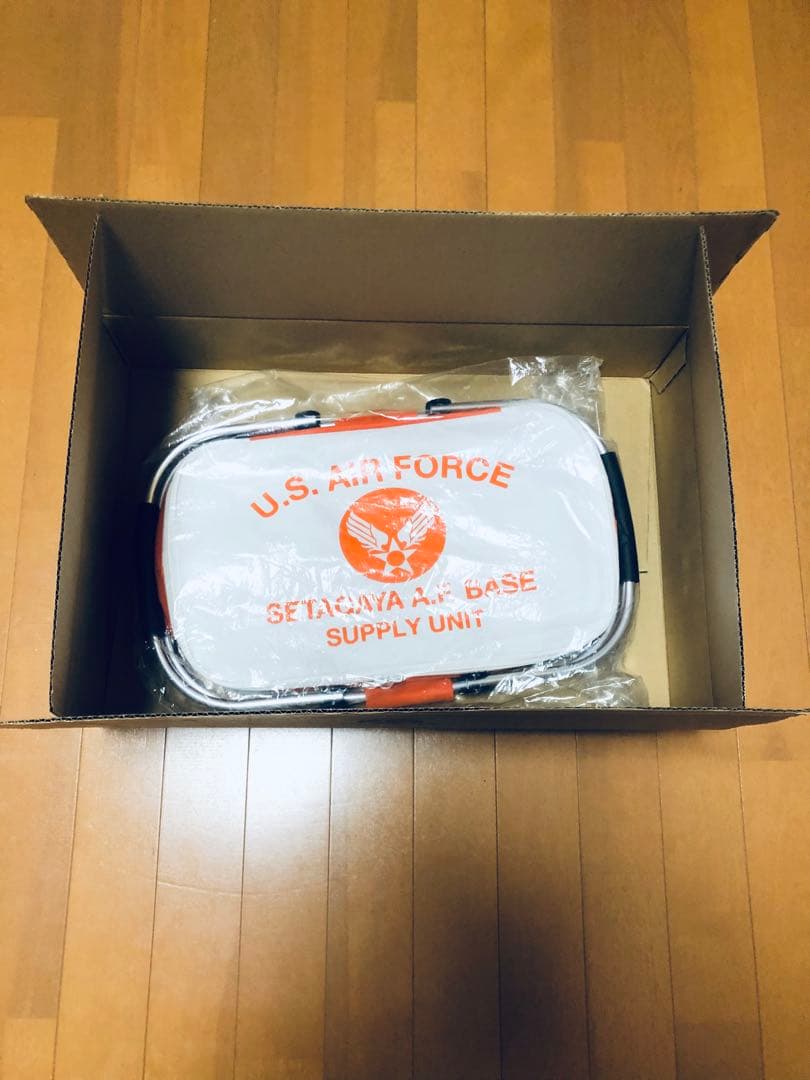 U.S. AIR FORCE
SETAGAYA A.F. BASE
SUPPLY UNIT